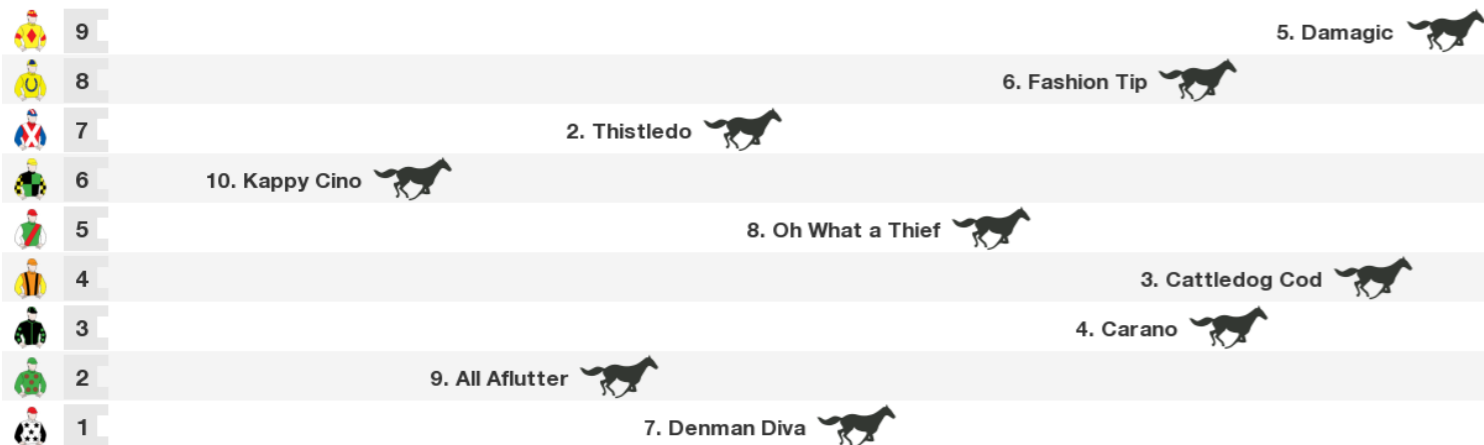 9 5. Damagic
8 6. Fashion Tip
7 2. Thistledo
6 10. Kappy Cino
5 8. Oh What a Thief
4 3. Cattledog Cod
3 4. Carano
2 9. All Aflutter
1 7. Denman Diva